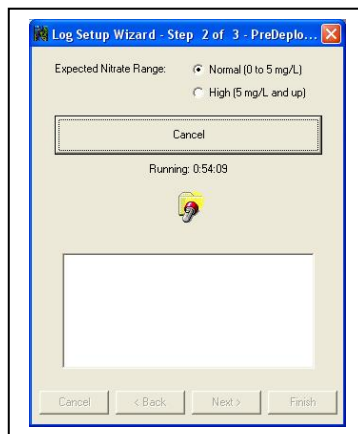 Log Setup Wizard - Step 2 of 3 - PreDeplo...
Expected Nitrate Range:
Normal (0 to 5 mg/L)
High (5 mg/L and up)
Cancel
Running: 0:54:09
Cancel
< Back
Next >
Finish